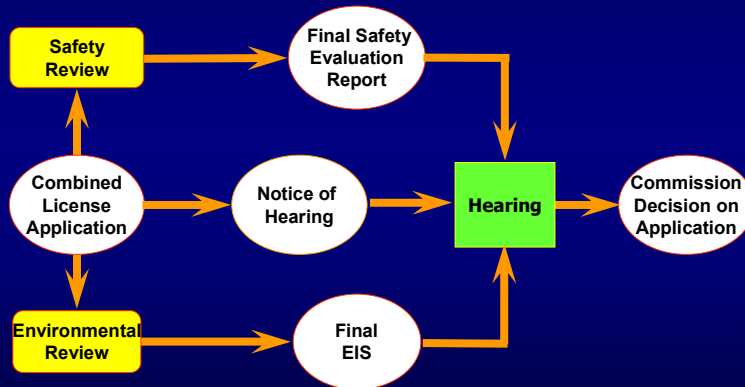 Safety
Review
Final Safety
Evaluation
Report
Combined
License
Application
Notice of
Hearing
Hearing
Commission
Decision on
Application
Environmental
Review
Final
EIS